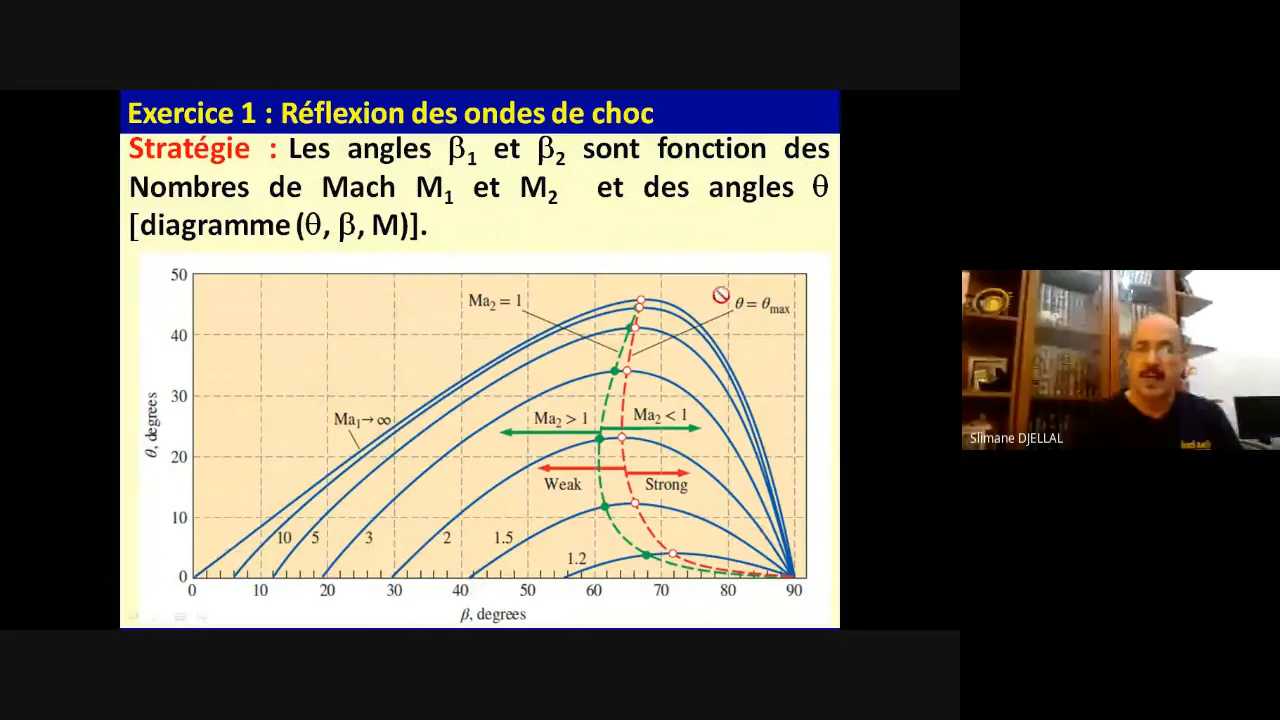 Exercice 1 : Réflexion des ondes de choc
Stratégie : Les angles β1 et β2 sont fonction des
Nombres de Mach M1 et M2 et des angles θ
[diagramme (θ, β, M)].
50
40
30
20
10
0
θ, degrees
Ma2 = 1
θ = θmax
Ma1→∞
Ma2 > 1
Ma2 < 1
Weak
Strong
10
5
3
2
1.5
1.2
0
10
20
30
40
50
60
70
80
90
β, degrees
Slimane DJELLAL